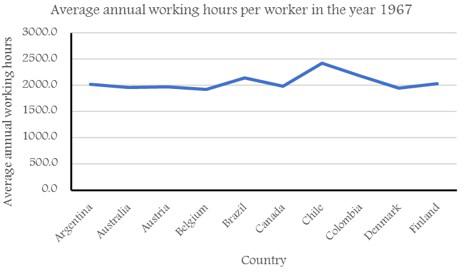 Average annual working hours per worker in the year 1967
Average annual working hours
3000.0
2500.0
2000.0
1500.0
1000.0
500.0
0.0
Argentina
Australia
Austria
Belgium
Brazil
Canada
Chile
Colombia
Denmark
Finland
Country